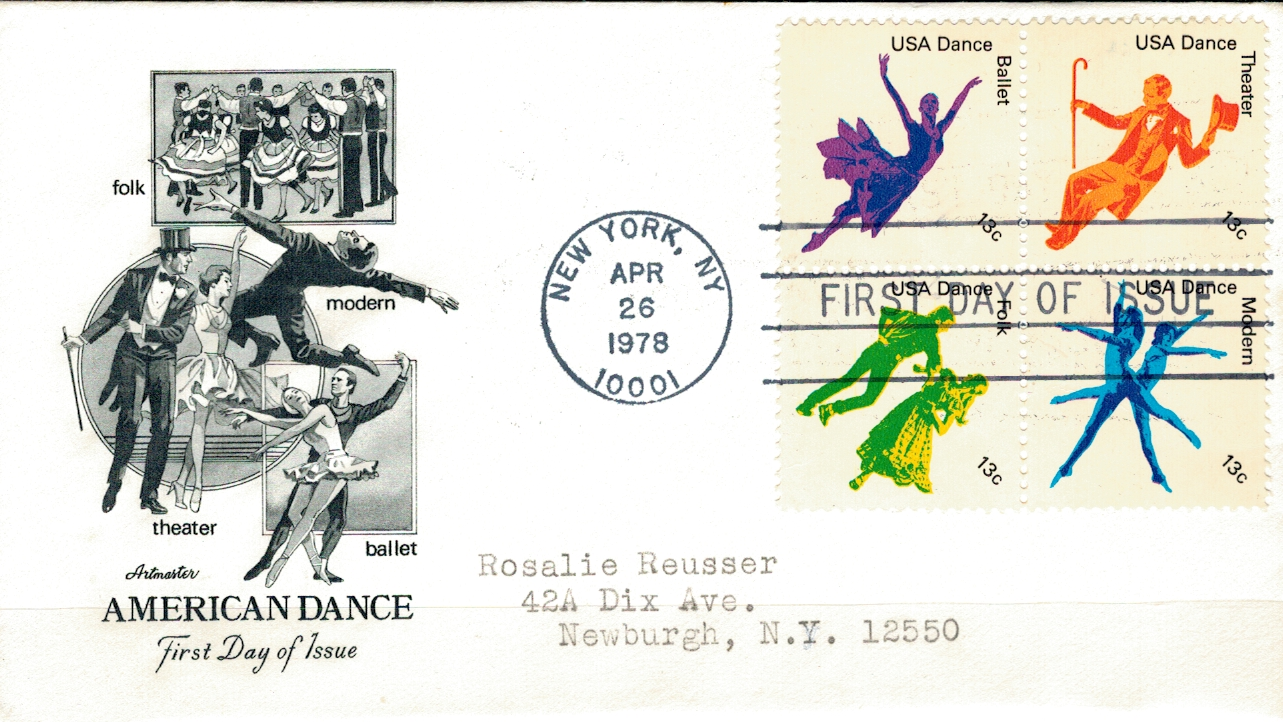 folk
modern
theater
ballet
Artmaster
AMERICAN DANCE
First Day of Issue
NEW YORK, NY
APR
26
1978
10001
USA Dance
Ballet
13c
USA Dance
Theater
13c
FIRST DAY OF ISSUE
USA Dance
Folk
13c
USA Dance
Modern
13c
Rosalie Reusser
42A Dix Ave.
Newburgh, N.Y. 12550